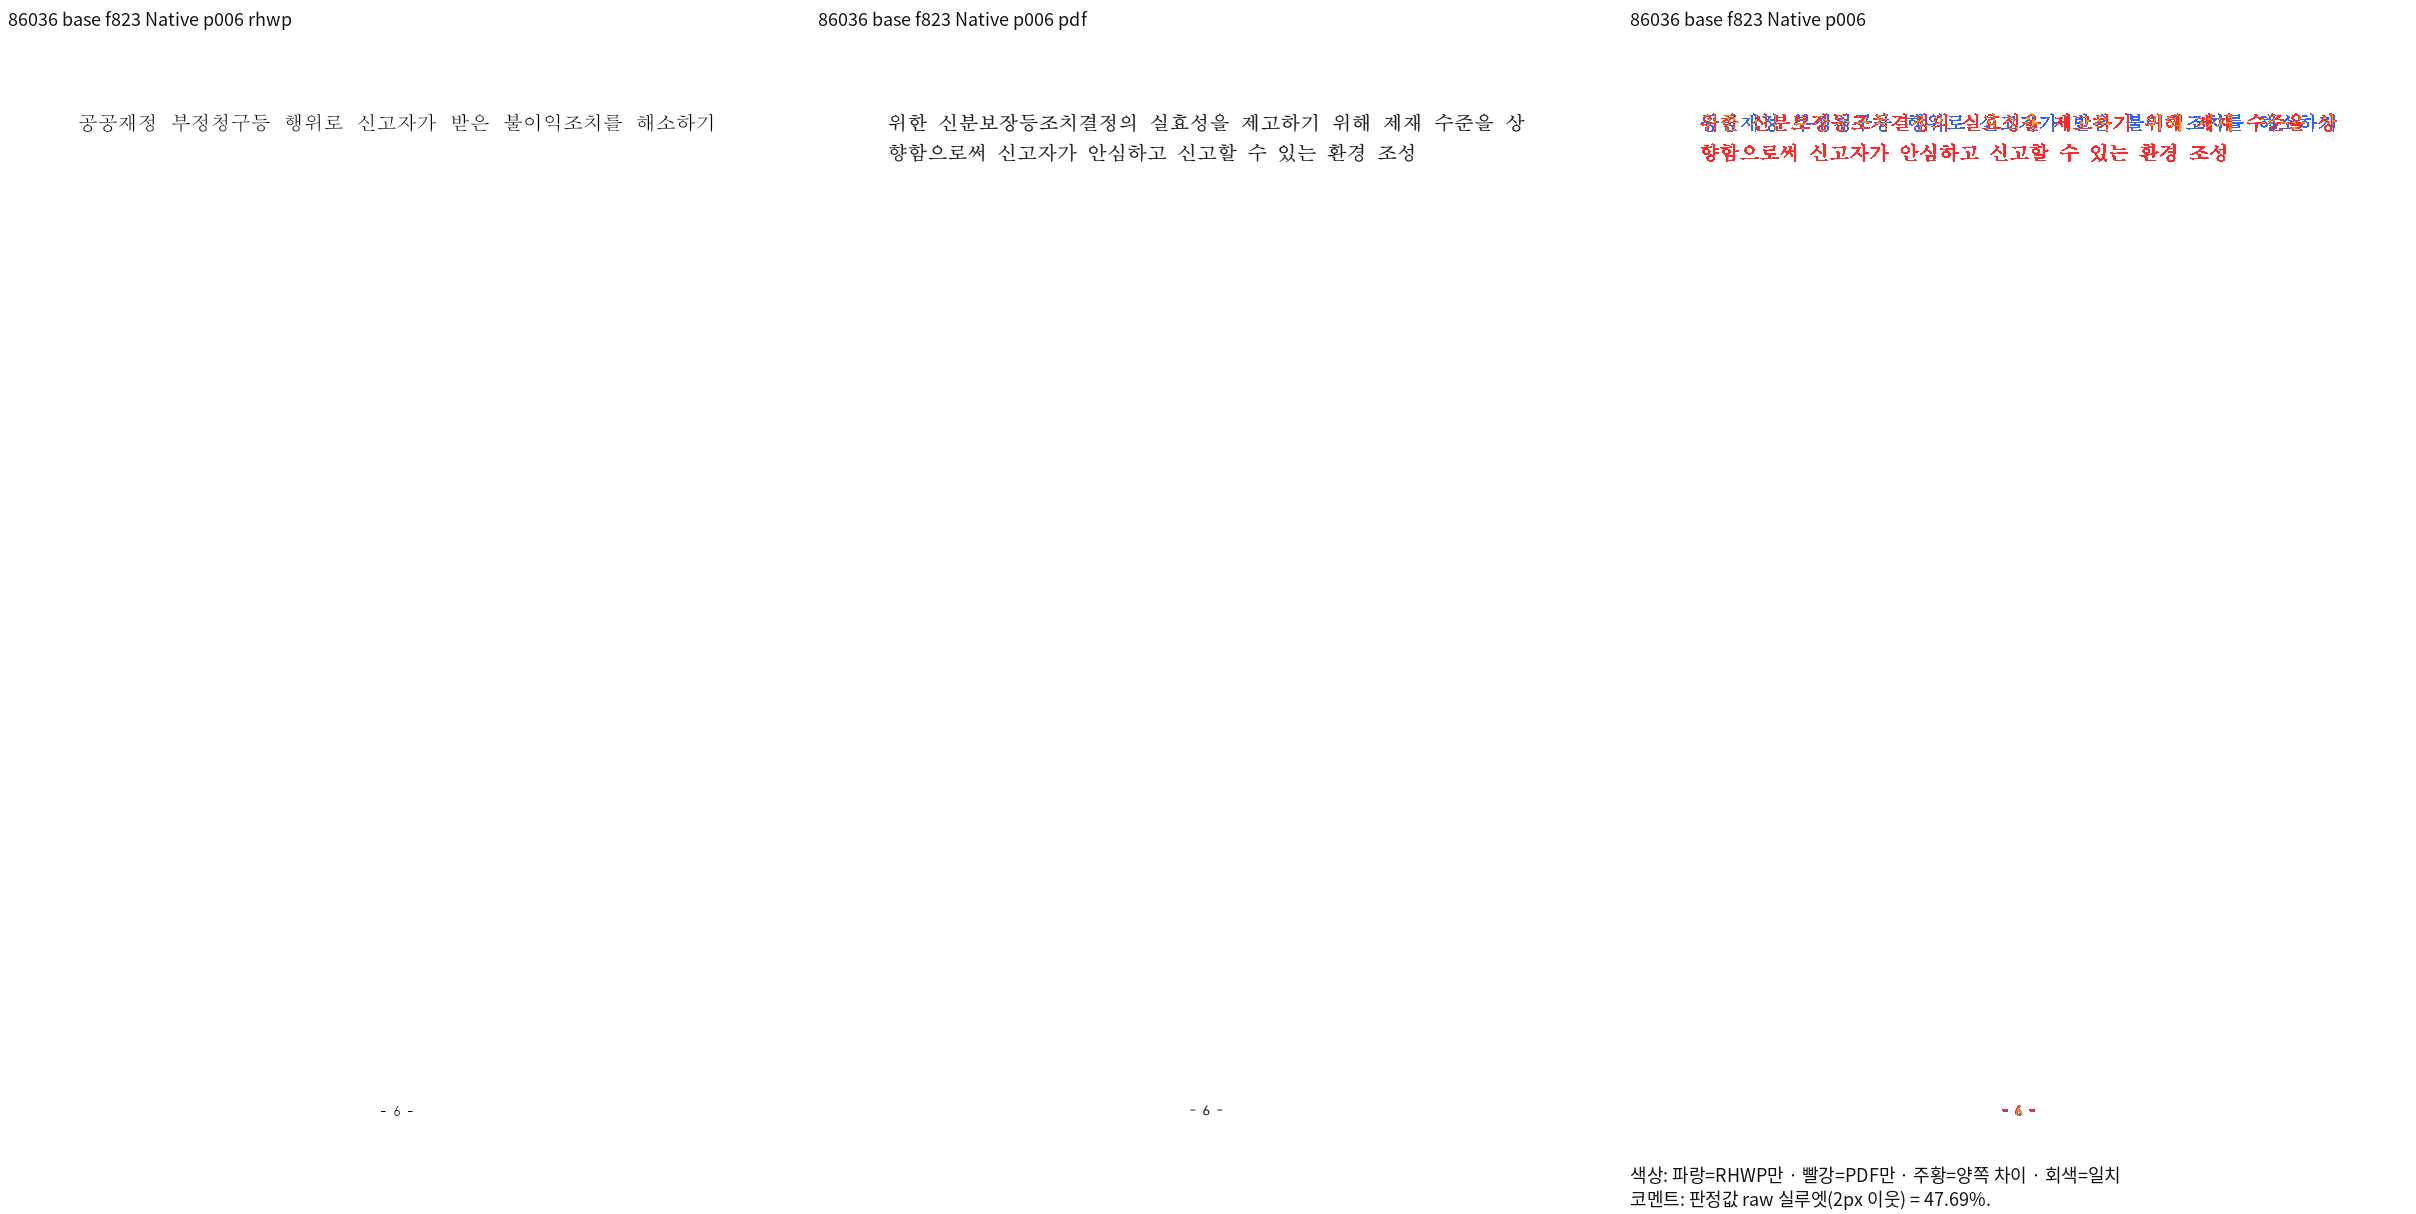 86036 base f823 Native p006 rhwp
공공재정 부정청구등 행위로 신고자가 받은 불이익조치를 해소하기
- 6 -
86036 base f823 Native p006 pdf
위한 신분보장등조치결정의 실효성을 제고하기 위해 제재 수준을 상
향함으로써 신고자가 안심하고 신고할 수 있는 환경 조성
- 6 -
86036 base f823 Native p006
향함으로써 신고자가 안심하고 신고할 수 있는 환경 조성
- 6 -
색상: 파랑=RHWP만 · 빨강=PDF만 · 주황=양쪽 차이 · 회색=일치
코멘트: 판정값 raw 실루엣(2px 이웃) = 47.69%.